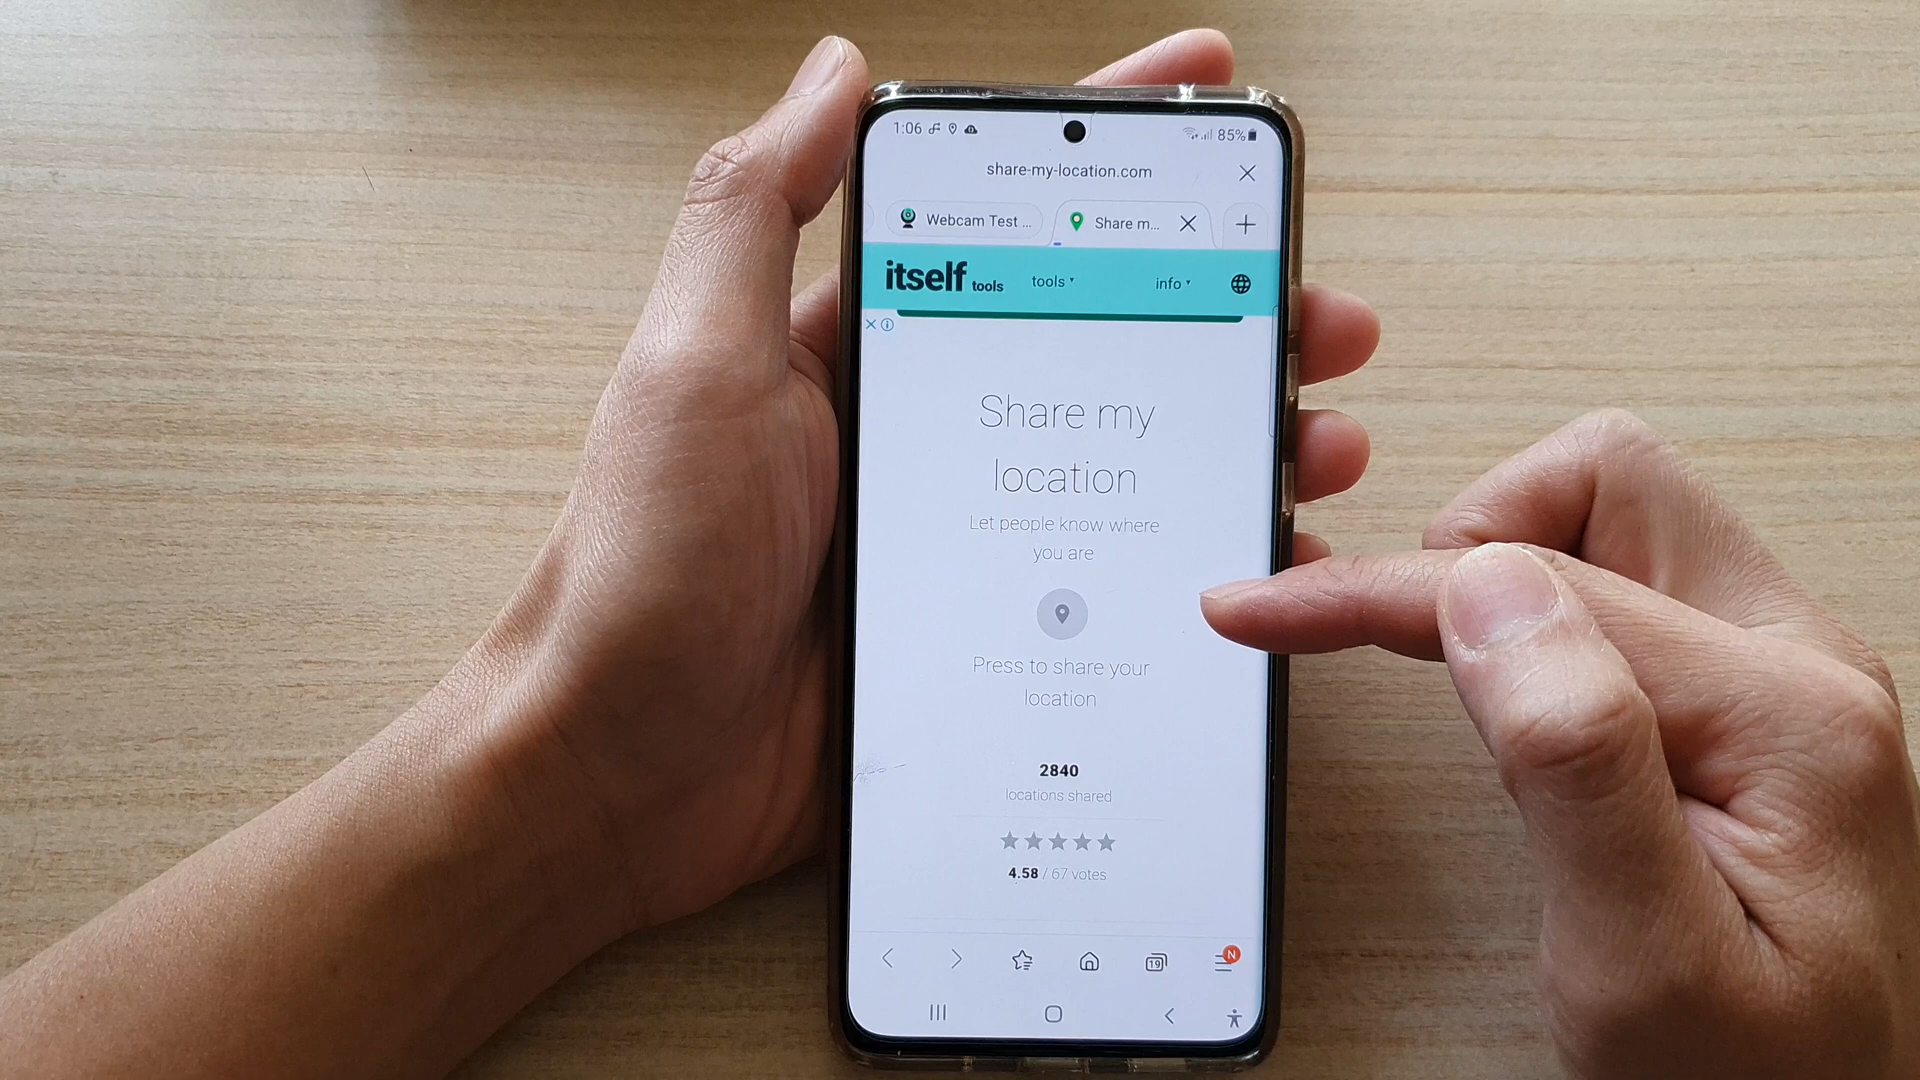 1:06 85%
share-my-location.com
Webcam Test ... Share m...
itself tools tools info
Share my
location
Let people know where
you are
Press to share your
location
2840
locations shared
4.58 / 67 votes
19 N